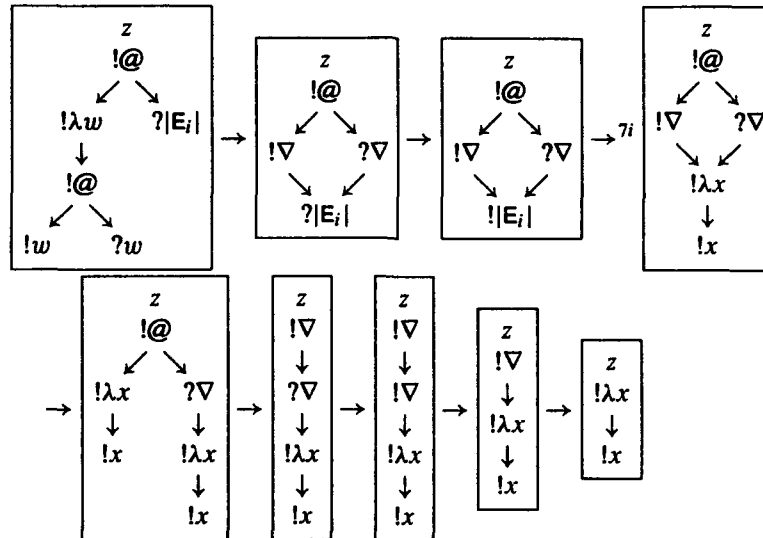 z z z z
!@ !@ !@ !@
!λw ?|Eᵢ| → !∇ ?∇ → !∇ ?∇ →⁷ⁱ !∇ ?∇
!@ ?|Eᵢ| !|Eᵢ| !λx
!w ?w !x
z z z z z
!@ !∇ !∇ !∇ !λx
→ !λx ?∇ → ?∇ → !∇ → !λx → !x
!x !λx !λx !λx !x
!x !x !x